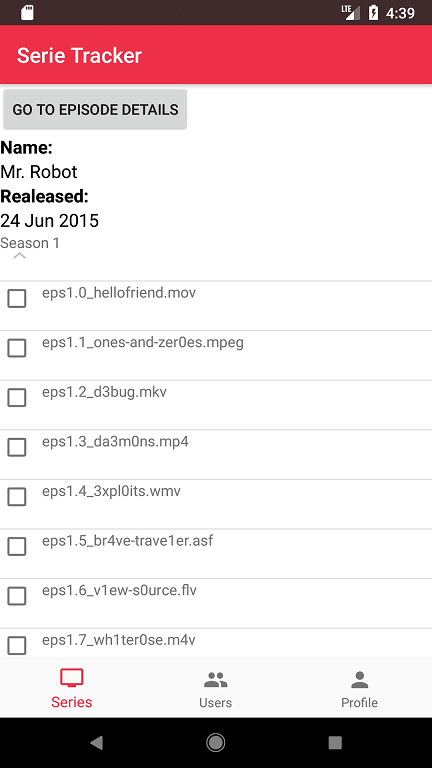 LTE 4:39
Serie Tracker
GO TO EPISODE DETAILS
Name:
Mr. Robot
Realeased:
24 Jun 2015
Season 1
eps1.0_hellofriend.mov
eps1.1_ones-and-zer0es.mpeg
eps1.2_d3bug.mkv
eps1.3_da3m0ns.mp4
eps1.4_3xpl0its.wmv
eps1.5_br4ve-trave1er.asf
eps1.6_v1ew-s0urce.flv
eps1.7_wh1ter0se.m4v
Series Users Profile